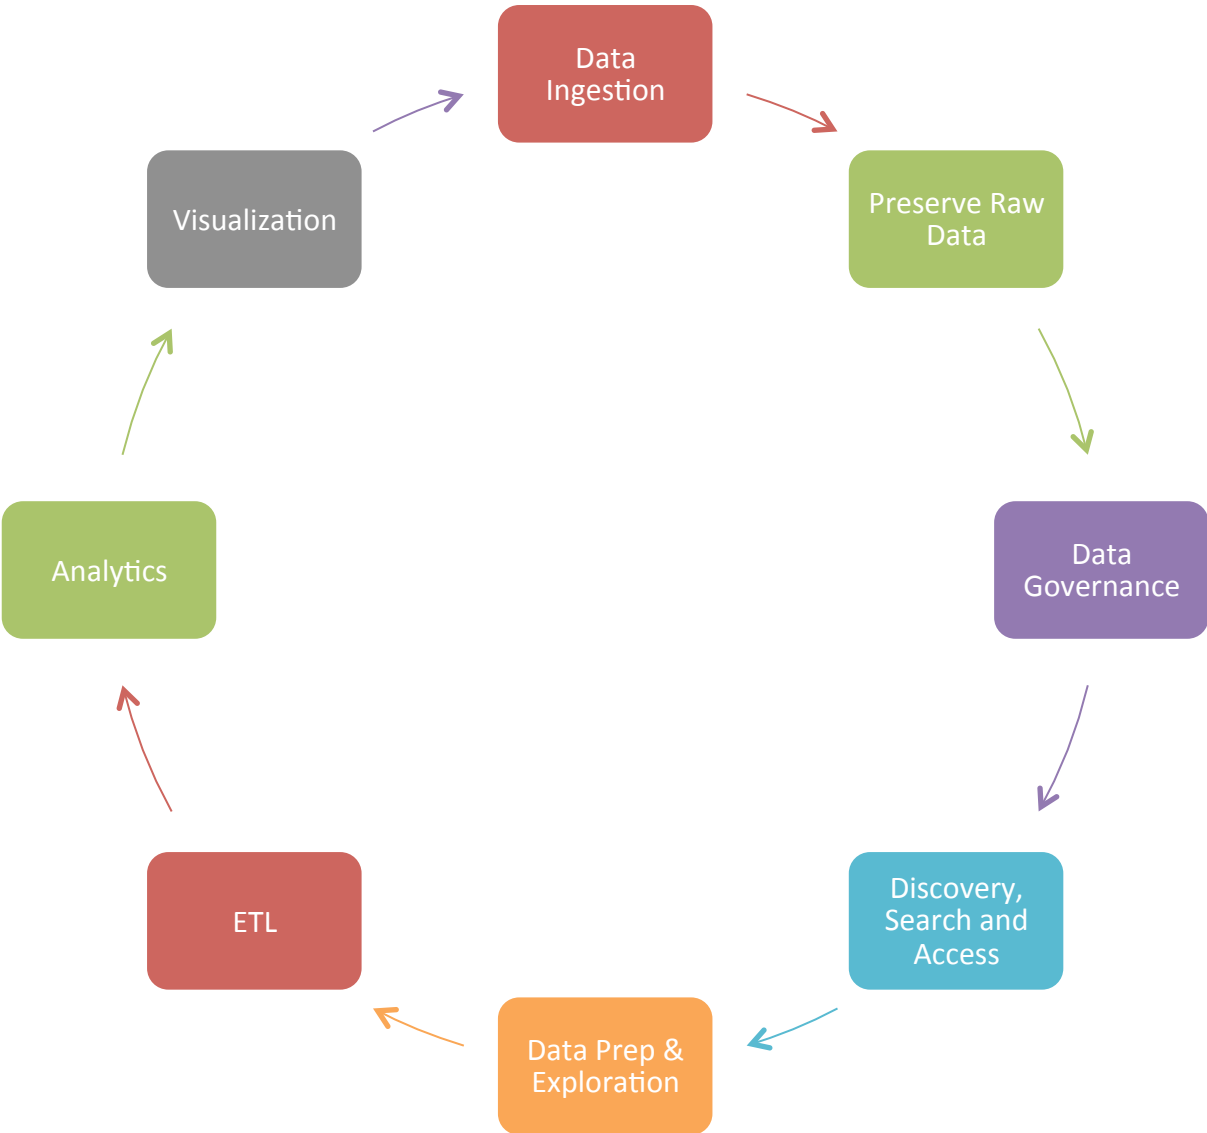 Data
Ingestion
Preserve Raw
Data
Data
Governance
Discovery,
Search and
Access
Data Prep &
Exploration
ETL
Analytics
Visualization